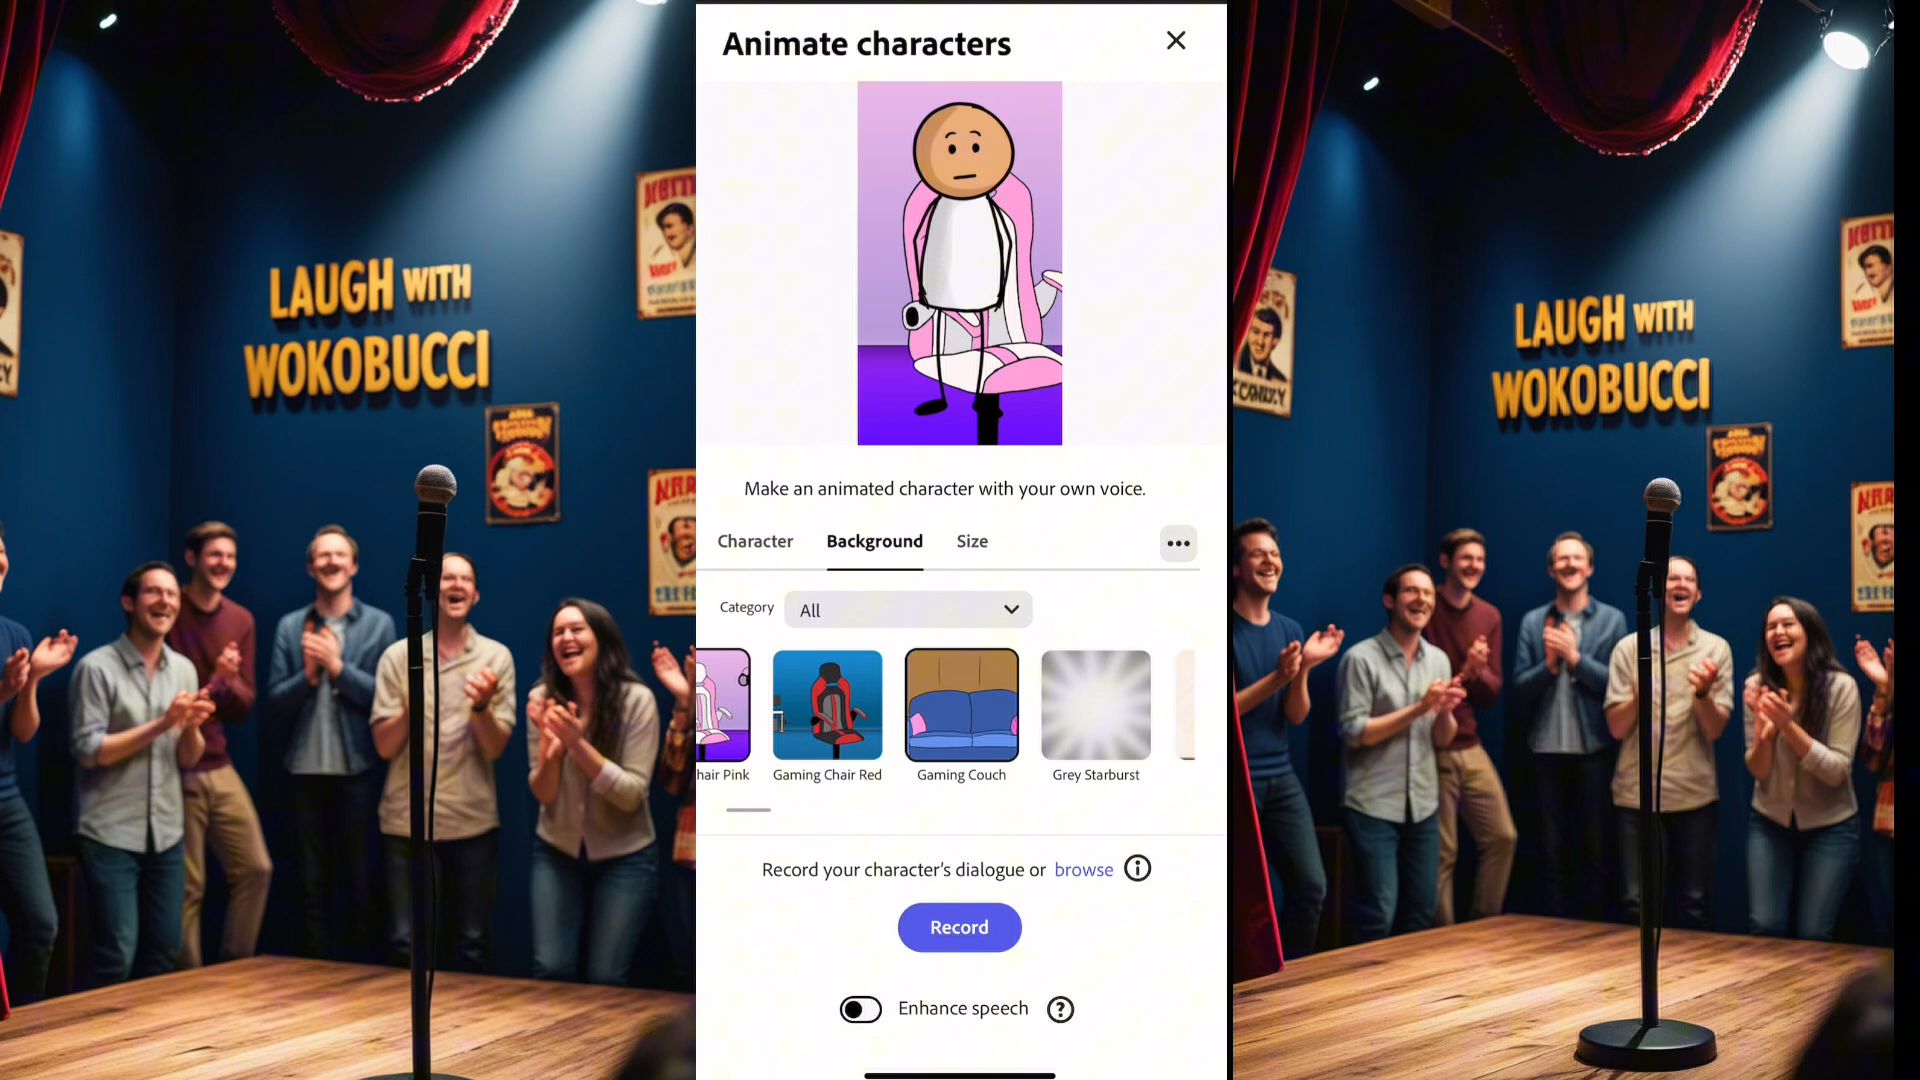 Animate characters
LAUGH WITH
WOKOBUCCI
Make an animated character with your own voice.
Character Background Size
Category All
hair Pink Gaming Chair Red Gaming Couch Grey Starburst
Record your character's dialogue or browse
Record
Enhance speech
LAUGH WITH
WOKOBUCCI